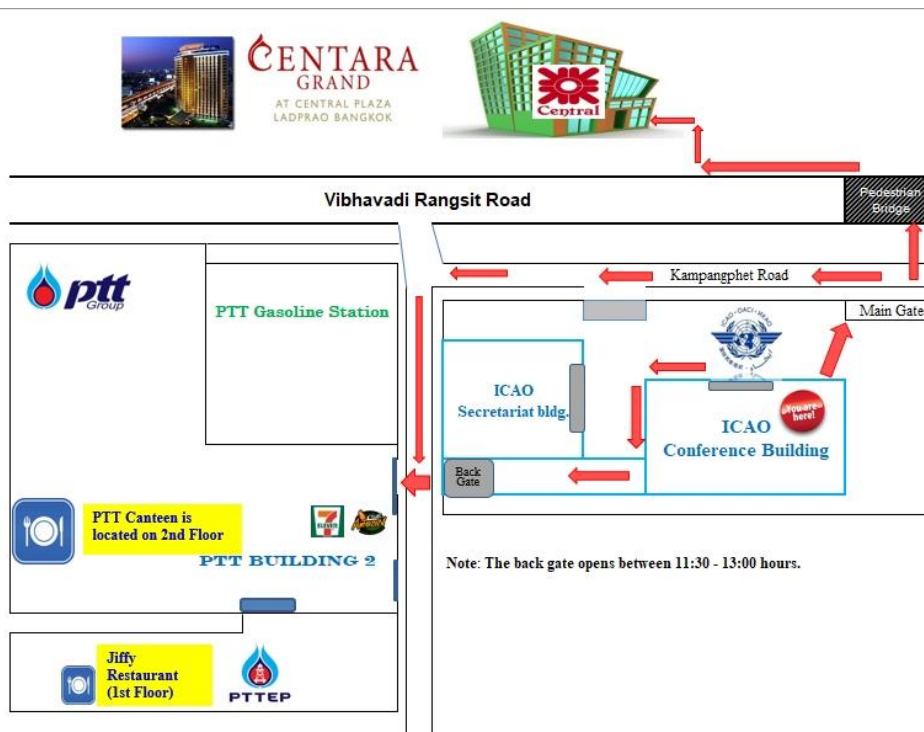 CENTARA
GRAND
AT CENTRAL PLAZA
LADPRAO BANGKOK
Central
Vibhavadi Rangsit Road
Pedestrian
Bridge
ptt
Group
PTT Gasoline Station
Kampangphet Road
Main Gate
ICAO
Secretariat bldg.
You are
here!
ICAO
Conference Building
Back
Gate
PTT Canteen is
located on 2nd Floor
7
ELEVEN
Amazon
PTT BUILDING 2
Note: The back gate opens between 11:30 - 13:00 hours.
Jiffy
Restaurant
(1st Floor)
PTTEP